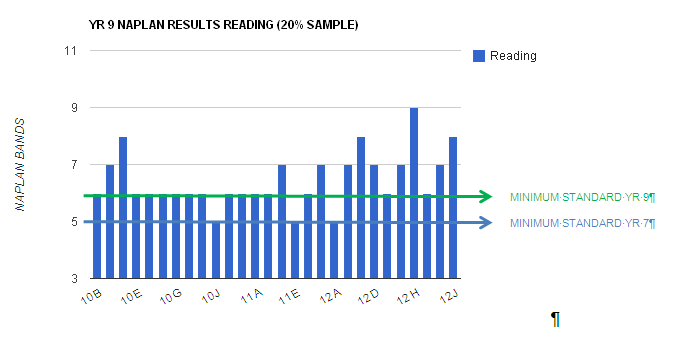 YR 9 NAPLAN RESULTS READING (20% SAMPLE)
11
Reading
9
NAPLAN BANDS
7
MINIMUM·STANDARD·YR·9¶
5
MINIMUM·STANDARD·YR·7¶
3
10B 10E 10G 10J 11A 11E 12A 12D 12H 12J
¶